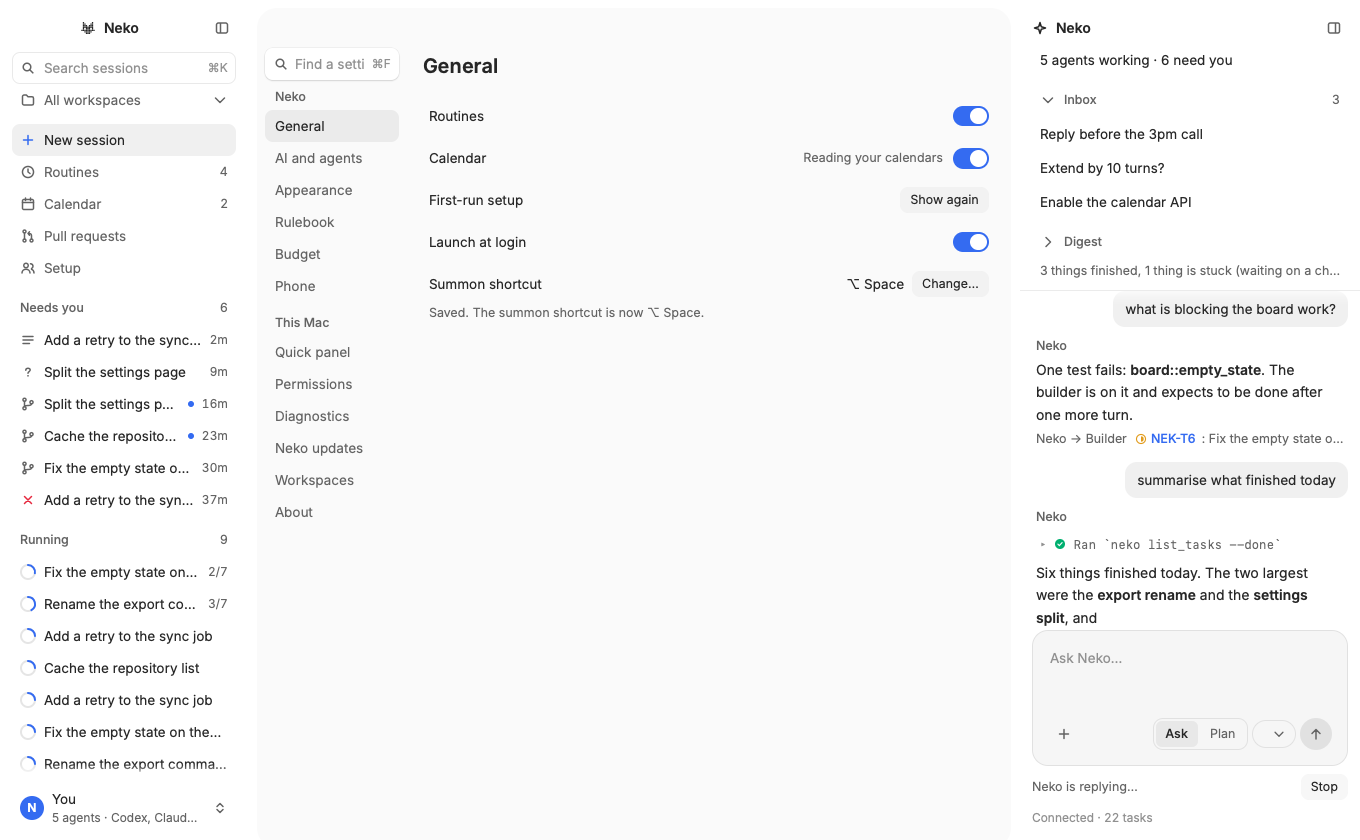 Neko
Search sessions ⌘K
All workspaces
New session
Routines 4
Calendar 2
Pull requests
Setup
Needs you 6
Add a retry to the sync... 2m
Split the settings page 9m
Split the settings p... 16m
Cache the reposito... 23m
Fix the empty state o... 30m
Add a retry to the syn... 37m
Running 9
Fix the empty state on... 2/7
Rename the export co... 3/7
Add a retry to the sync job
Cache the repository list
Add a retry to the sync job
Fix the empty state on the...
Rename the export comma...
N
You
5 agents · Codex, Claud...
Find a setti ⌘F
Neko
General
AI and agents
Appearance
Rulebook
Budget
Phone
This Mac
Quick panel
Permissions
Diagnostics
Neko updates
Workspaces
About
General
Routines
Calendar Reading your calendars
First-run setup Show again
Launch at login
Summon shortcut ⌥ Space Change...
Saved. The summon shortcut is now ⌥ Space.
Neko
5 agents working · 6 need you
Inbox 3
Reply before the 3pm call
Extend by 10 turns?
Enable the calendar API
Digest
3 things finished, 1 thing is stuck (waiting on a ch...
what is blocking the board work?
Neko
One test fails: board::empty_state. The
builder is on it and expects to be done after
one more turn.
Neko → Builder NEK-T6 : Fix the empty state o...
summarise what finished today
Neko
Ran `neko list_tasks --done`
Six things finished today. The two largest
were the export rename and the settings
split, and
Ask Neko...
Ask Plan
Neko is replying... Stop
Connected · 22 tasks